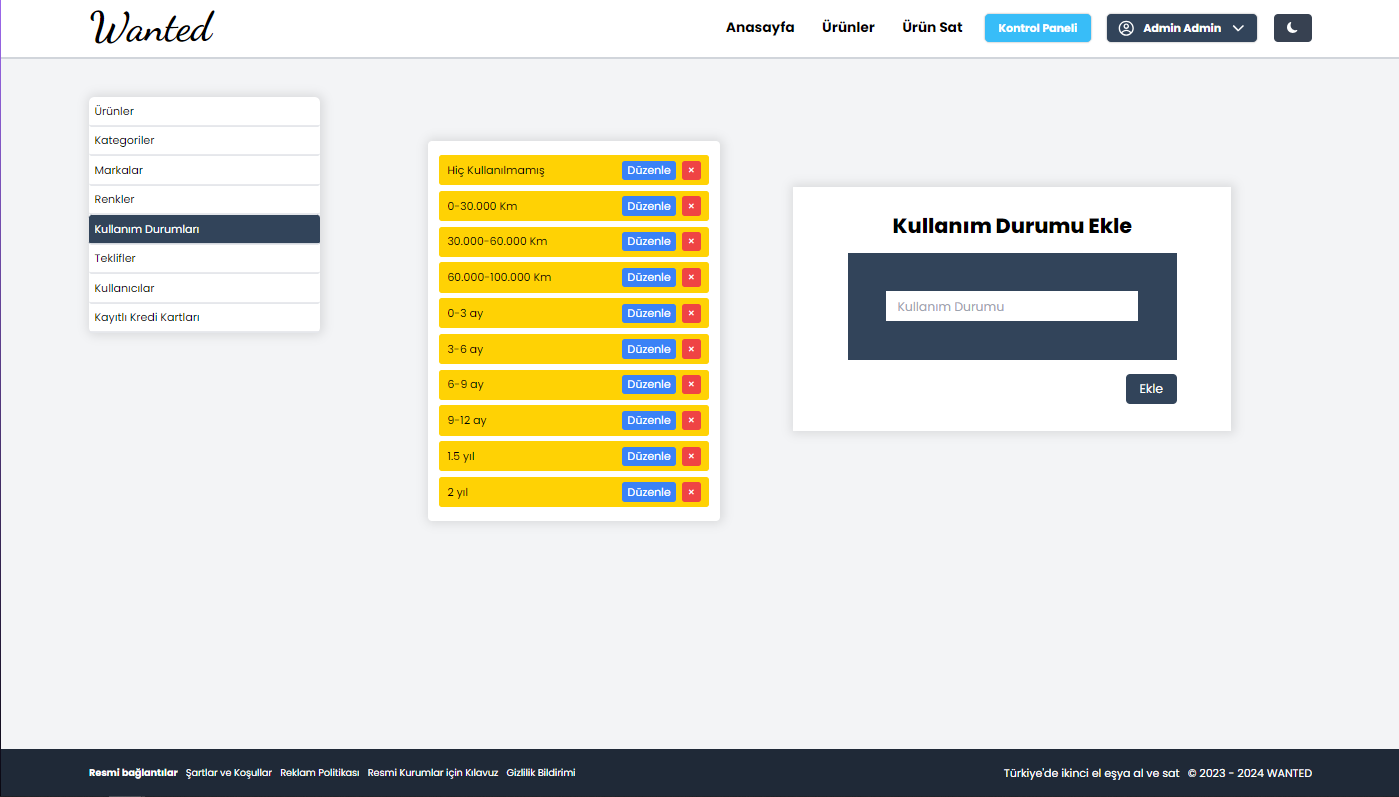 Wanted
Anasayfa Ürünler Ürün Sat Kontrol Paneli Admin Admin
Ürünler
Kategoriler
Markalar
Renkler
Kullanım Durumları
Teklifler
Kullanıcılar
Kayıtlı Kredi Kartları
Hiç Kullanılmamış Düzenle ×
0-30.000 Km Düzenle ×
30.000-60.000 Km Düzenle ×
60.000-100.000 Km Düzenle ×
0-3 ay Düzenle ×
3-6 ay Düzenle ×
6-9 ay Düzenle ×
9-12 ay Düzenle ×
1.5 yıl Düzenle ×
2 yıl Düzenle ×
Kullanım Durumu Ekle
Kullanım Durumu
Ekle
Resmi bağlantılar Şartlar ve Koşullar Reklam Politikası Resmi Kurumlar için Kılavuz Gizlilik Bildirimi
Türkiye'de ikinci el eşya al ve sat © 2023 - 2024 WANTED